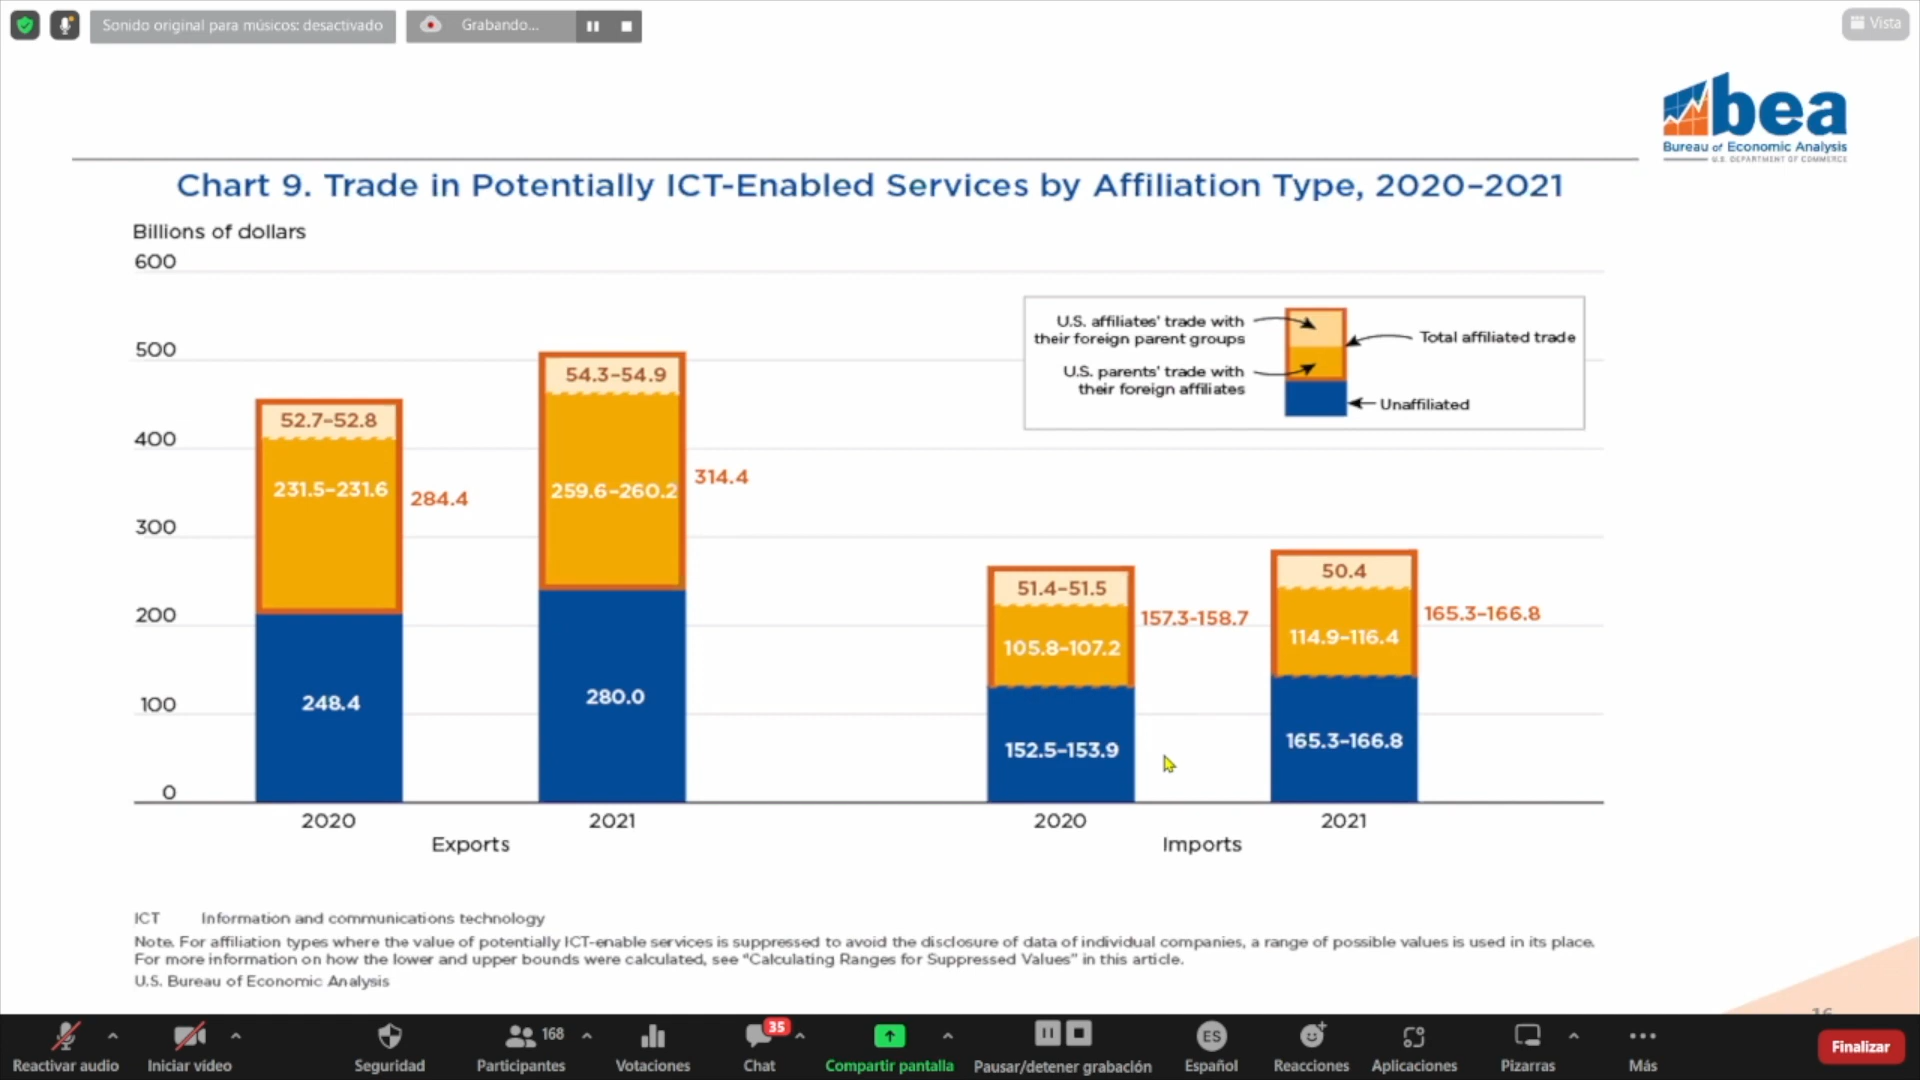 Sonido original para músicos: desactivado
Grabando...
Vista
bea
Bureau of Economic Analysis
U.S. DEPARTMENT OF COMMERCE
Chart 9. Trade in Potentially ICT-Enabled Services by Affiliation Type, 2020–2021
Billions of dollars
600
500
400
300
200
100
0
U.S. affiliates' trade with
their foreign parent groups
U.S. parents' trade with
their foreign affiliates
Total affiliated trade
Unaffiliated
52.7–52.8
231.5–231.6
284.4
248.4
54.3–54.9
259.6–260.2
314.4
280.0
51.4–51.5
105.8–107.2
157.3-158.7
152.5–153.9
50.4
114.9–116.4
165.3–166.8
165.3–166.8
2020
2021
2020
2021
Exports
Imports
ICT Information and communications technology
Note. For affiliation types where the value of potentially ICT-enable services is suppressed to avoid the disclosure of data of individual companies, a range of possible values is used in its place.
For more information on how the lower and upper bounds were calculated, see "Calculating Ranges for Suppressed Values" in this article.
U.S. Bureau of Economic Analysis
Reactivar audio
Iniciar vídeo
Seguridad
168
Participantes
Votaciones
35
Chat
Compartir pantalla
Pausar/detener grabación
ES
Español
Reacciones
Aplicaciones
Pizarras
Más
Finalizar